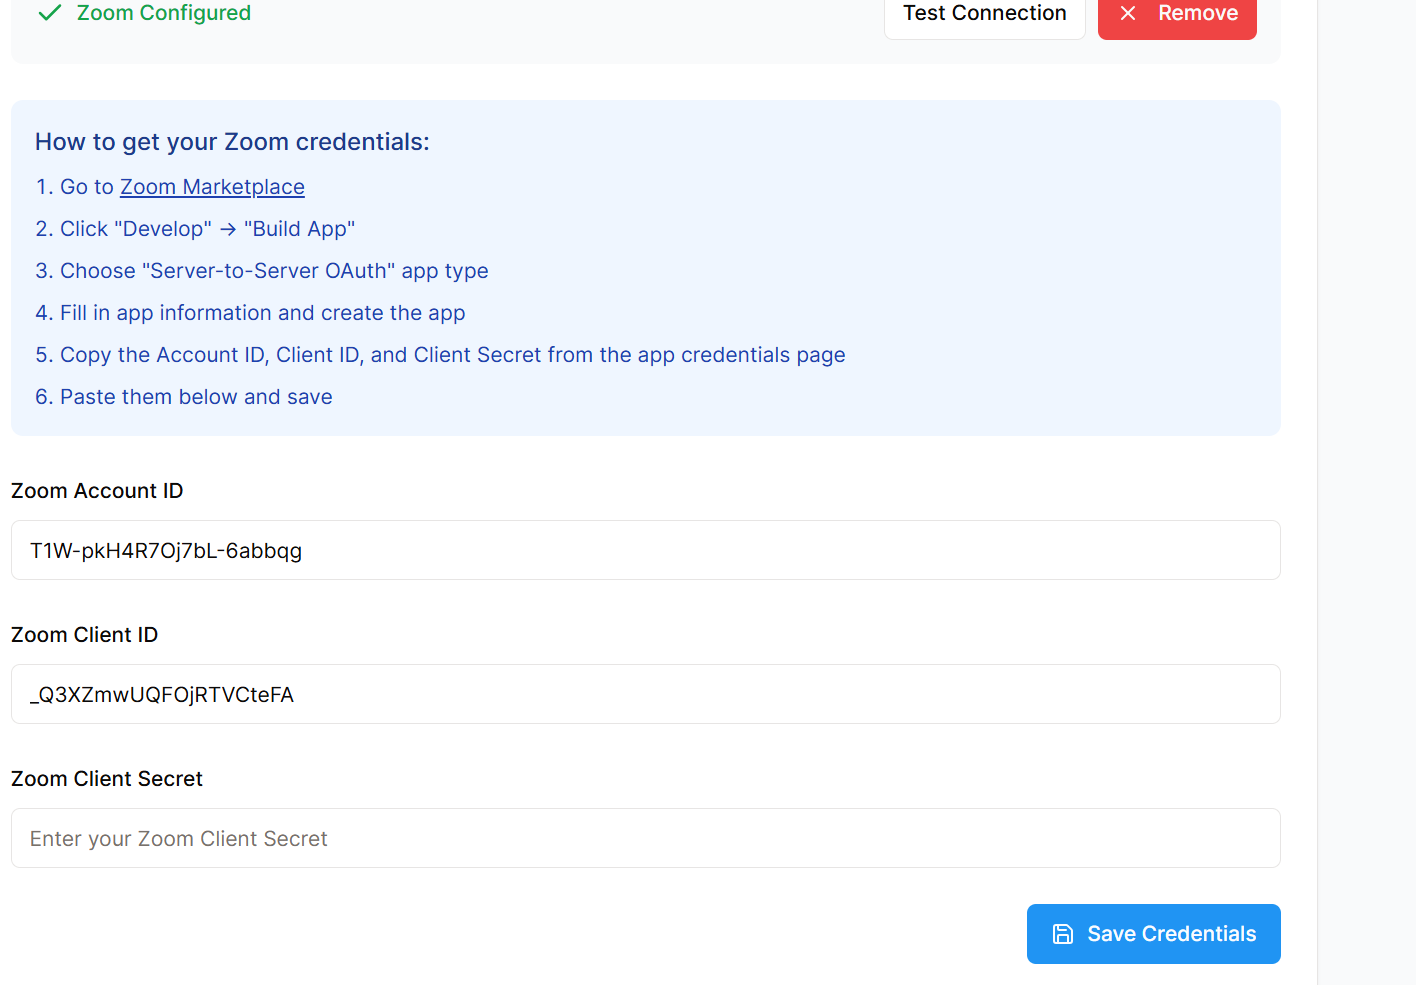 Zoom Configured
Test Connection
Remove
How to get your Zoom credentials:
1. Go to Zoom Marketplace
2. Click "Develop" → "Build App"
3. Choose "Server-to-Server OAuth" app type
4. Fill in app information and create the app
5. Copy the Account ID, Client ID, and Client Secret from the app credentials page
6. Paste them below and save
Zoom Account ID
T1W-pkH4R7Oj7bL-6abbqg
Zoom Client ID
_Q3XZmwUQFOjRTVCteFA
Zoom Client Secret
Enter your Zoom Client Secret
Save Credentials